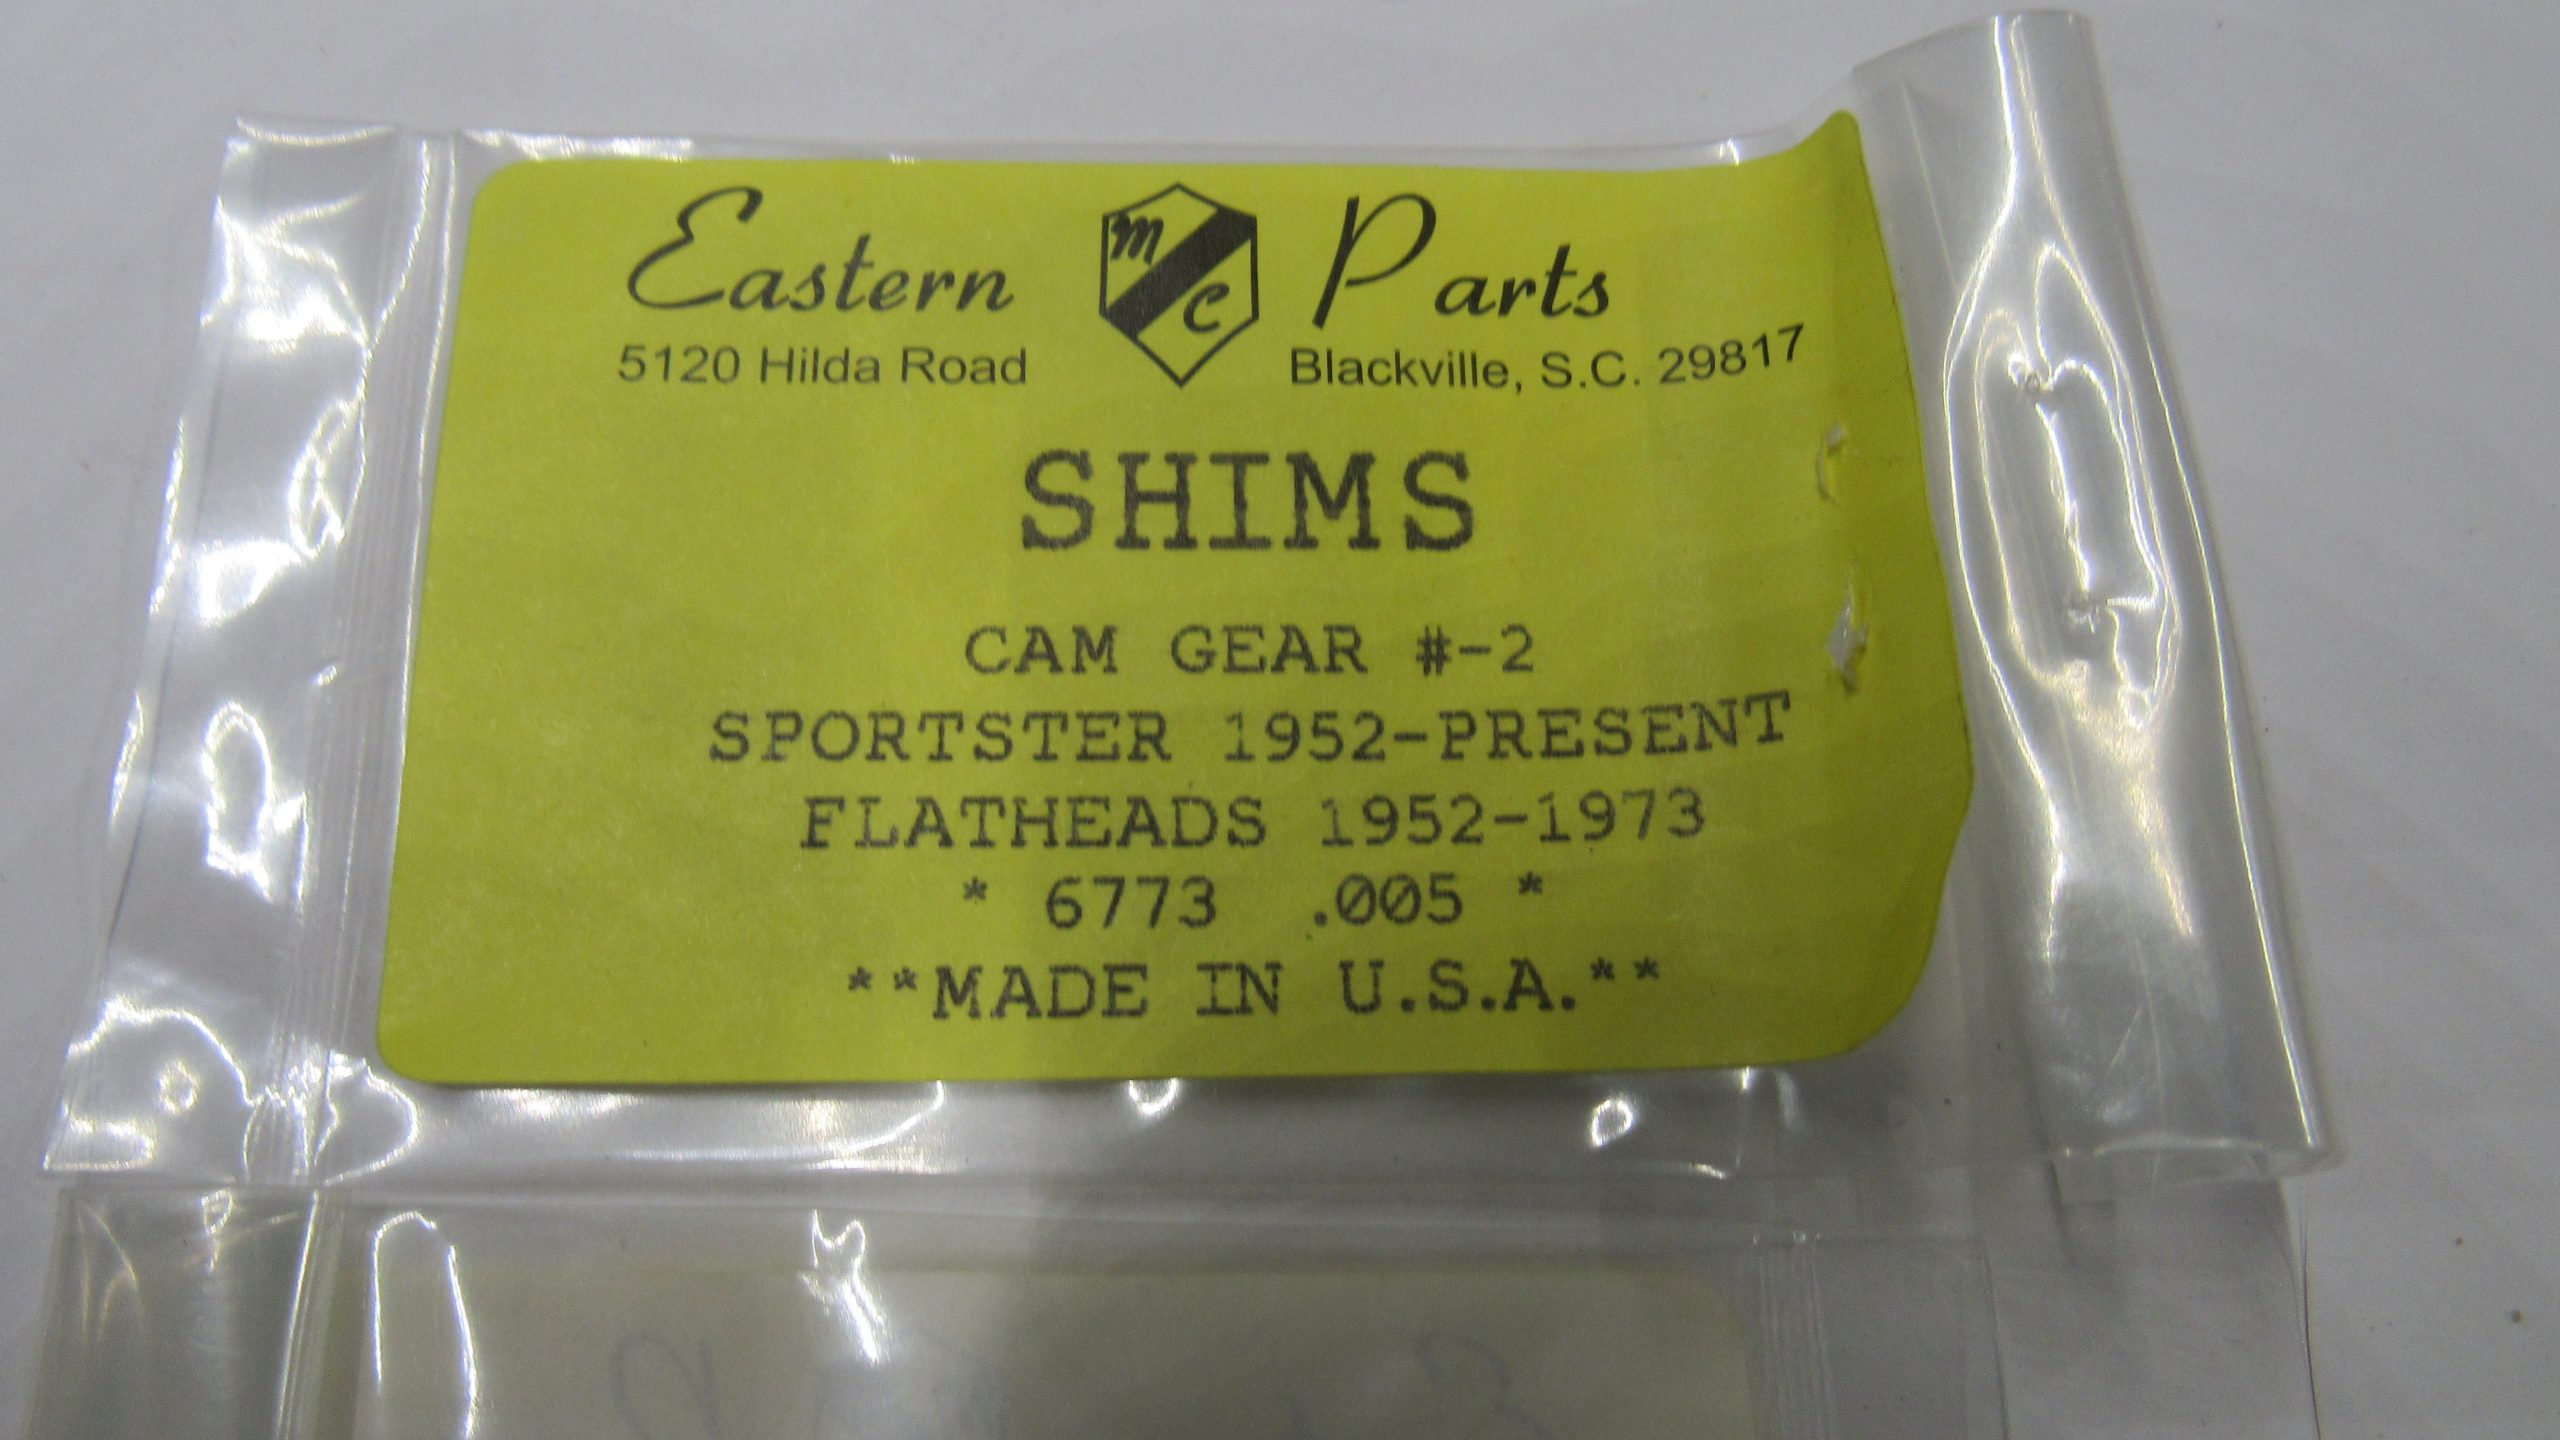 Eastern MC Parts
5120 Hilda Road Blackville, S.C. 29817
SHIMS
CAM GEAR #-2
SPORTSTER 1952-PRESENT
FLATHEADS 1952-1973
* 6773 .005 *
**MADE IN U.S.A.**